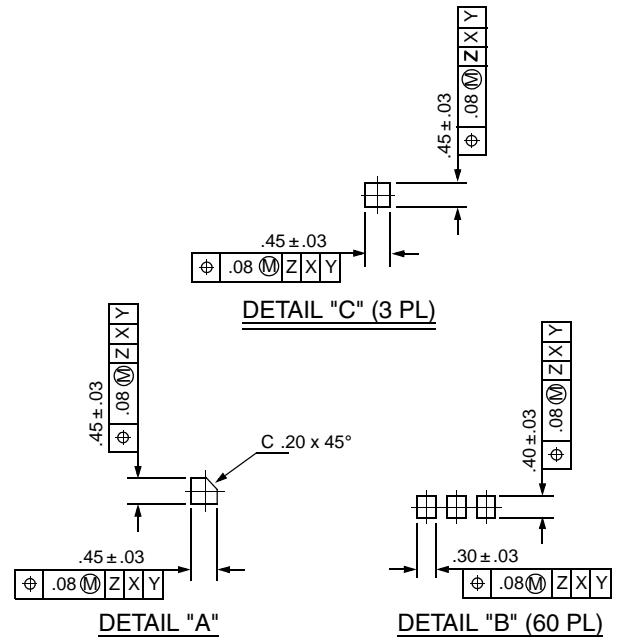 .45±.03
⌖ .08 Ⓜ Z X Y
.45±.03
⌖ .08 Ⓜ Z X Y
DETAIL "C" (3 PL)
.45±.03
⌖ .08 Ⓜ Z X Y
C .20 x 45°
.45±.03
⌖ .08 Ⓜ Z X Y
DETAIL "A"
.40±.03
⌖ .08 Ⓜ Z X Y
.30±.03
⌖ .08 Ⓜ Z X Y
DETAIL "B" (60 PL)